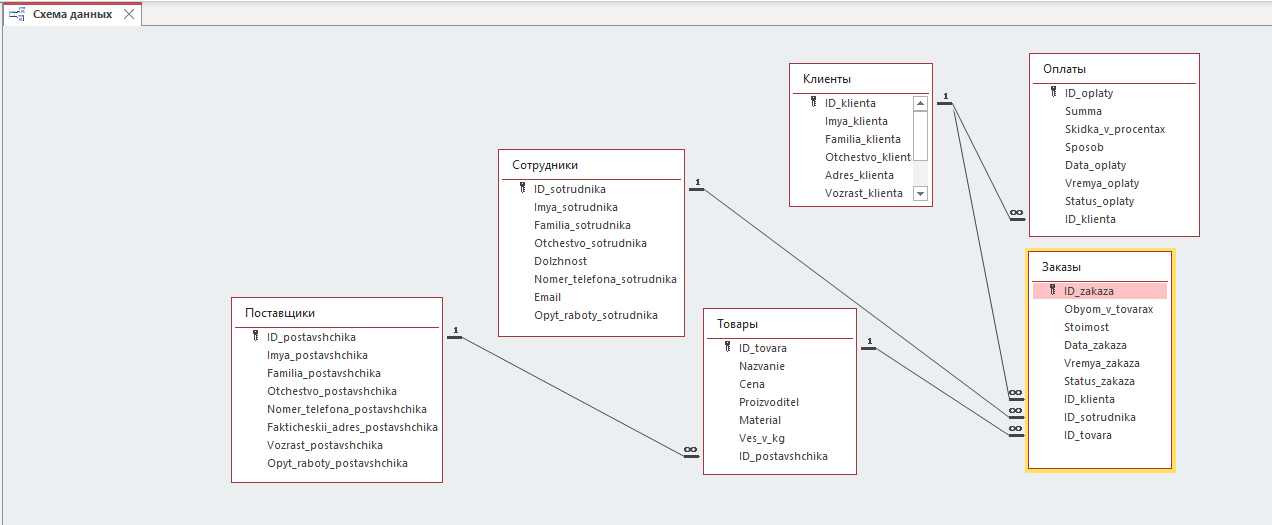 Схема данных
Поставщики
ID_postavshchika
Imya_postavshchika
Familia_postavshchika
Otchestvo_postavshchika
Nomer_telefona_postavshchika
Fakticheskii_adres_postavshchika
Vozrast_postavshchika
Opyt_raboty_postavshchika
1
∞
Сотрудники
ID_sotrudnika
Imya_sotrudnika
Familia_sotrudnika
Otchestvo_sotrudnika
Dolzhnost
Nomer_telefona_sotrudnika
Email
Opyt_raboty_sotrudnika
1
Товары
ID_tovara
Nazvanie
Cena
Proizvoditel
Material
Ves_v_kg
ID_postavshchika
1
Клиенты
ID_klienta
Imya_klienta
Familia_klienta
Otchestvo_klient
Adres_klienta
Vozrast_klienta
1
∞
Оплаты
ID_oplaty
Summa
Skidka_v_procentax
Sposob
Data_oplaty
Vremya_oplaty
Status_oplaty
ID_klienta
Заказы
ID_zakaza
Obyom_v_tovarax
Stoimost
Data_zakaza
Vremya_zakaza
Status_zakaza
∞
ID_klienta
∞
ID_sotrudnika
∞
ID_tovara